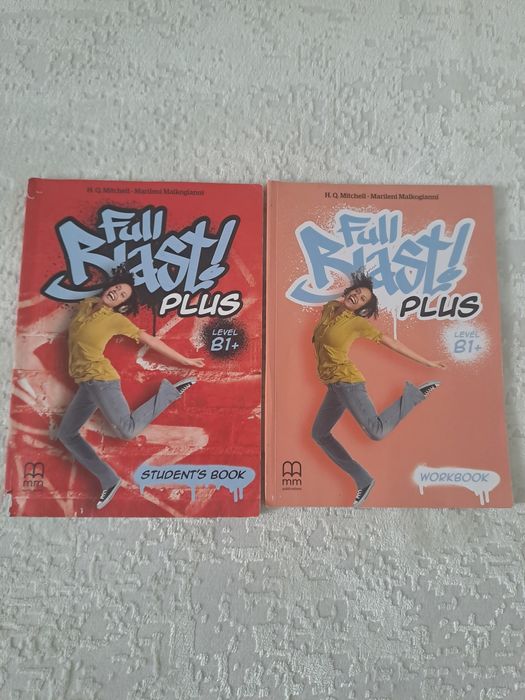 H. Q. Mitchell - Marileni Malkogianni
Full
Blast!
PLUS
LEVEL
B1+
STUDENT'S BOOK
mm
H. Q. Mitchell - Marileni Malkogianni
Full
Blast!
PLUS
LEVEL
B1+
WORKBOOK
mm
publications